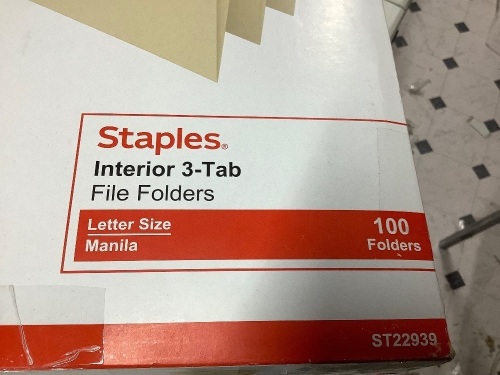 Staples®
Interior 3-Tab
File Folders
Letter Size
Manila
100
Folders
ST22939